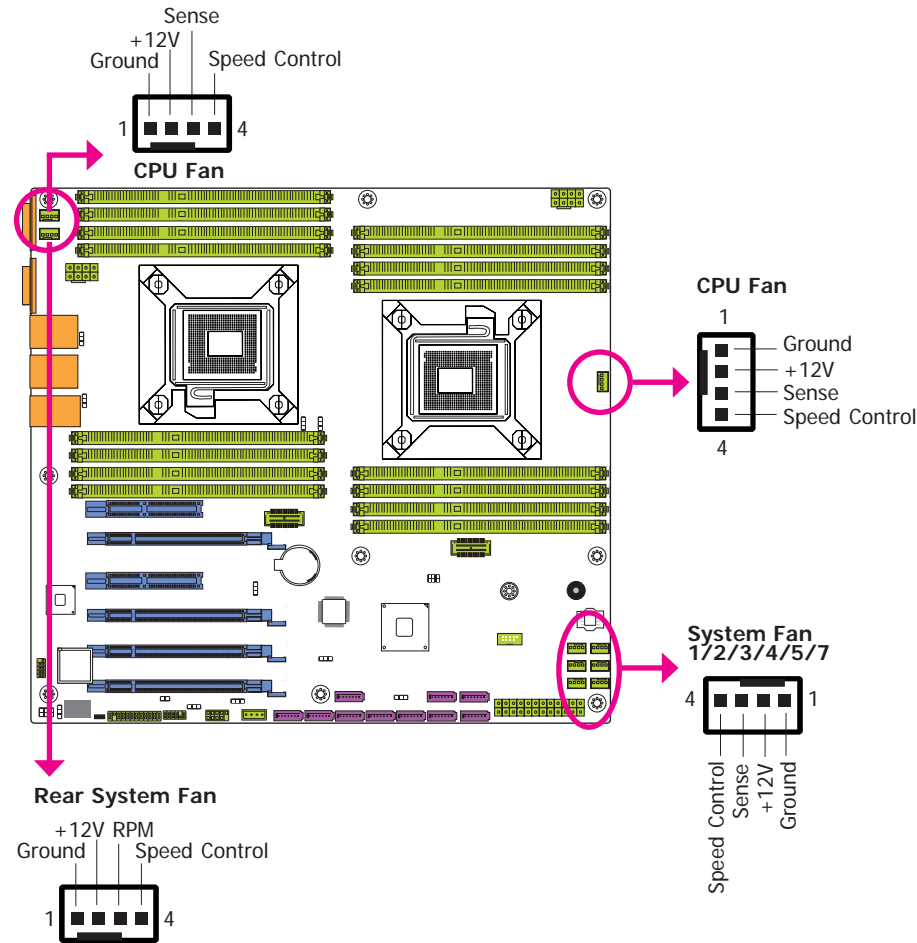 Sense
+12V
Ground Speed Control
1 4
CPU Fan
CPU Fan
1
Ground
+12V
Sense
Speed Control
4
System Fan
1/2/3/4/5/7
4 1
Speed Control
Sense
+12V
Ground
Rear System Fan
+12V RPM
Ground Speed Control
1 4